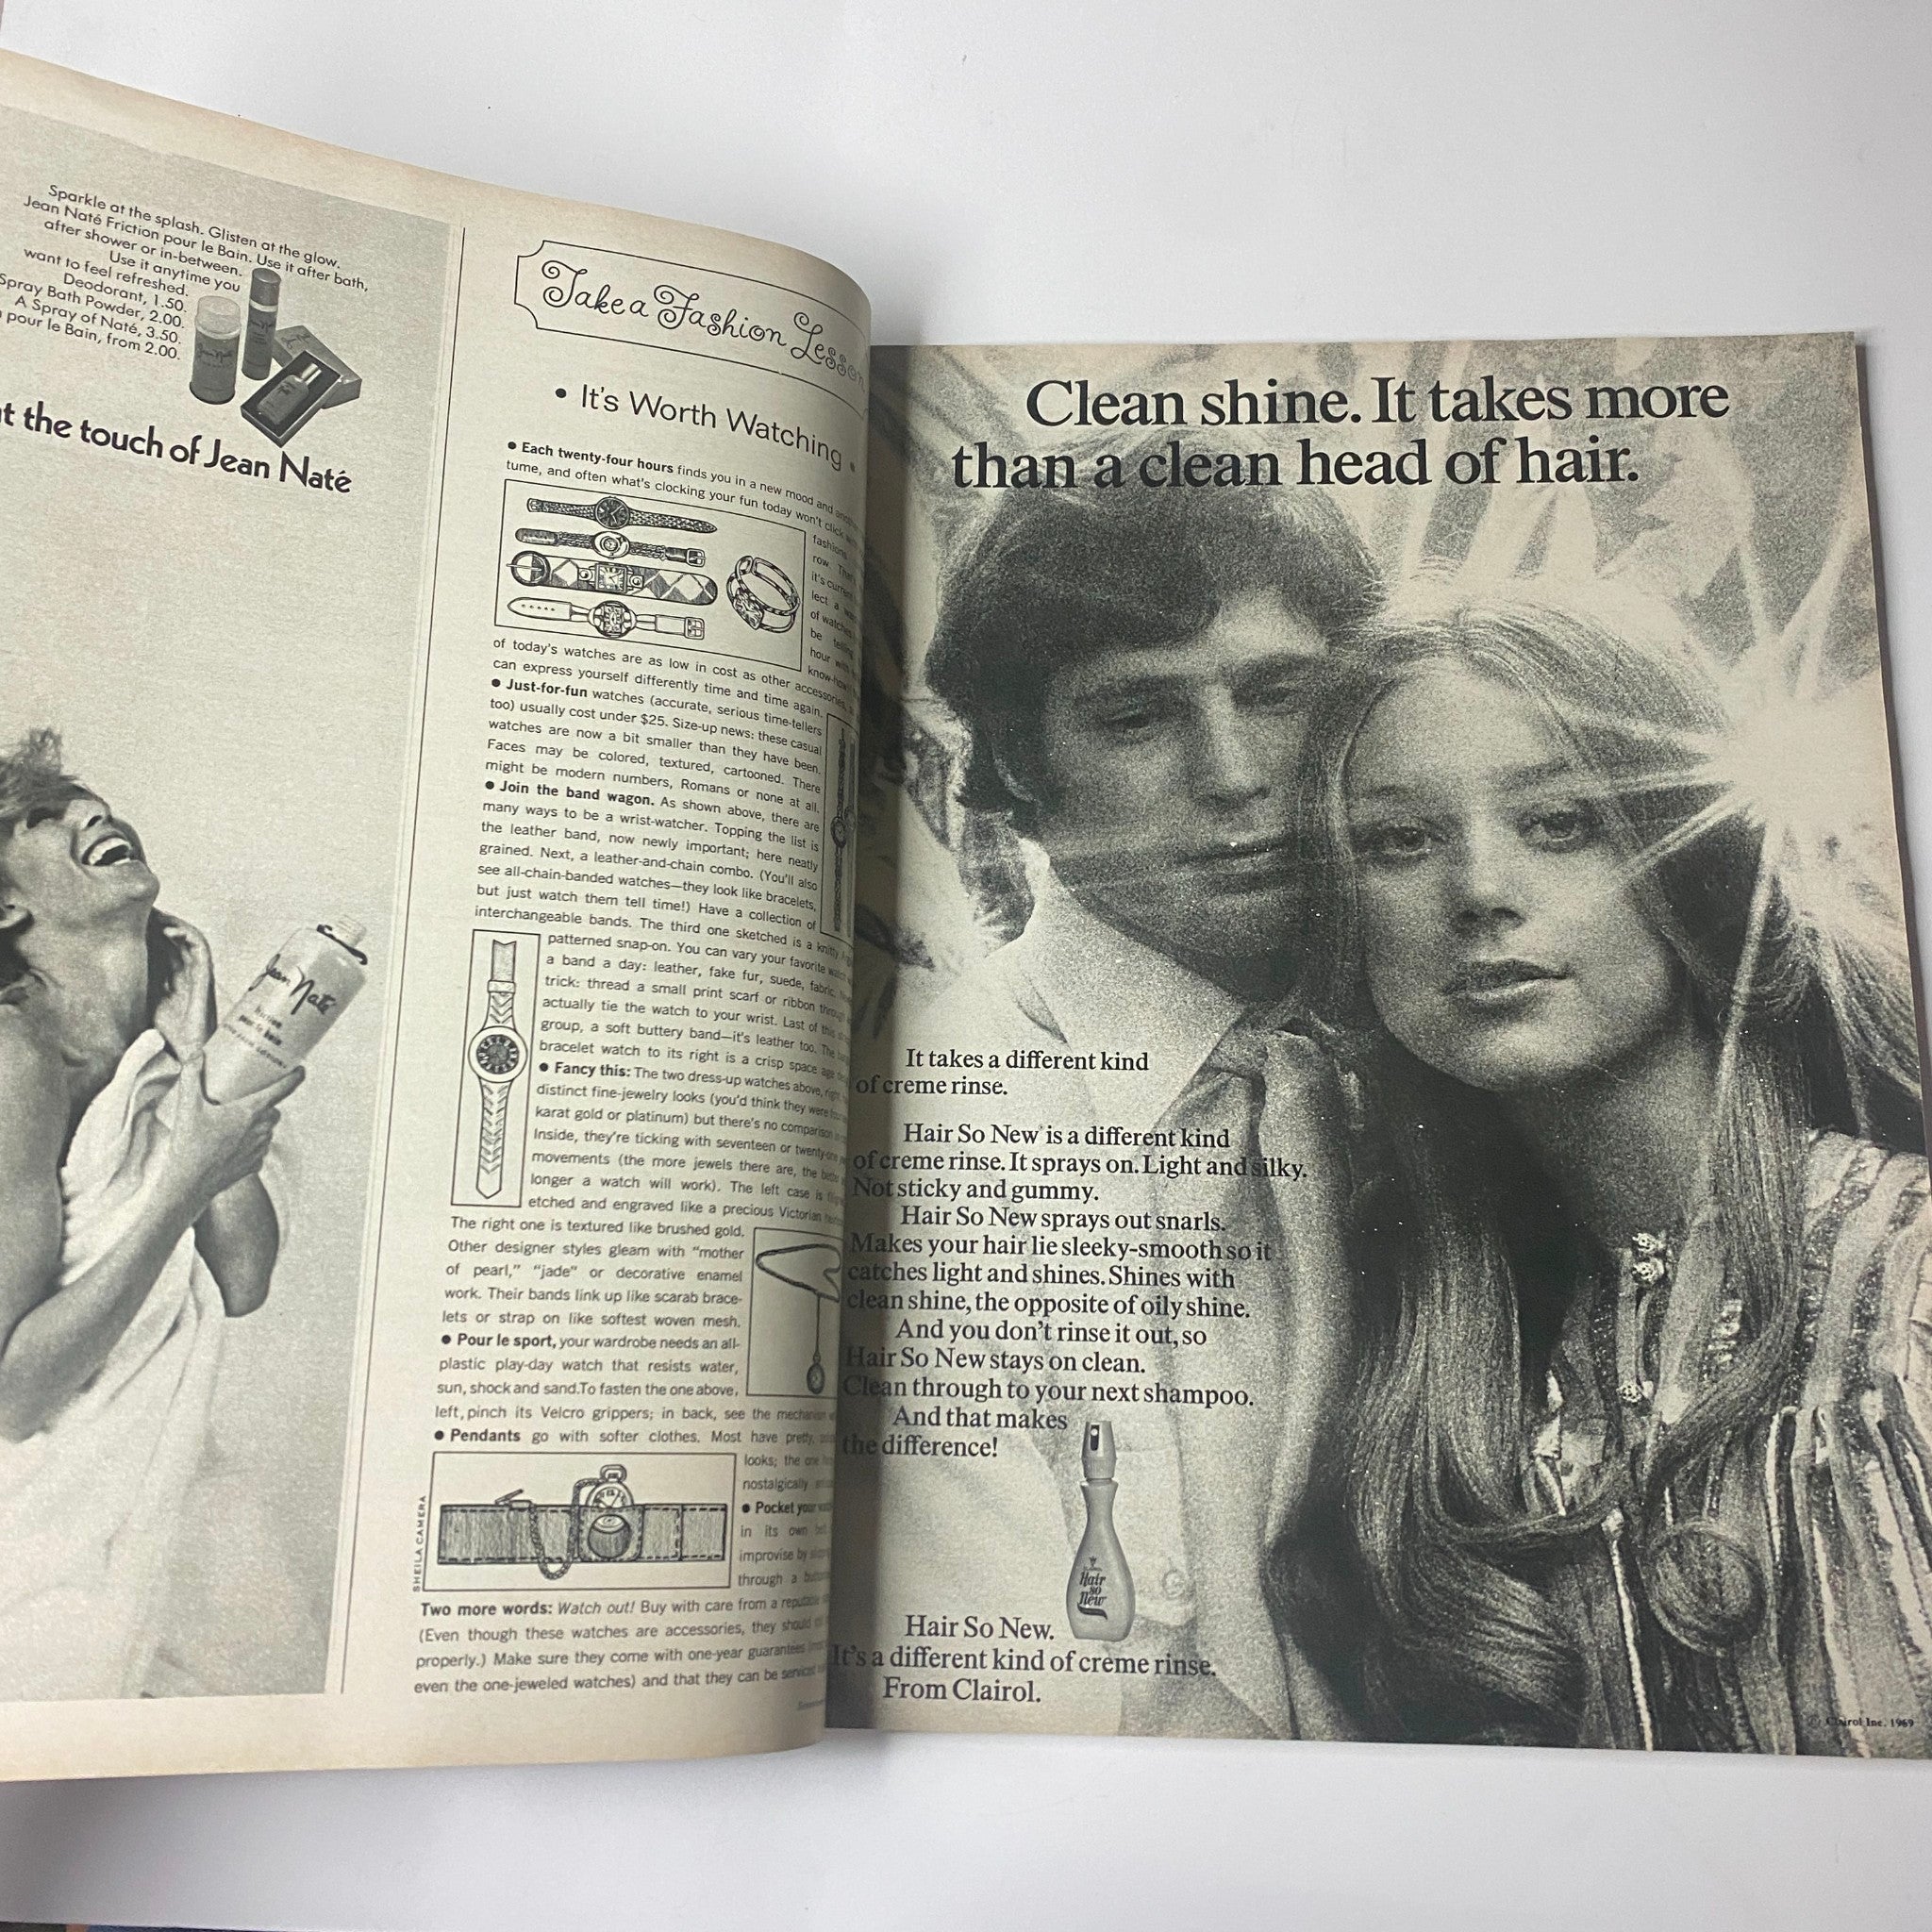 Sparkle at the splash. Glisten at the glow.
Jean Naté Friction pour le Bain. Use it after bath,
after shower or in-between.
Use it anytime you
want to feel refreshed.
Deodorant, 1.50.
Spray Bath Powder, 2.00.
A Spray of Naté, 3.50.
pour le Bain, from 2.00.
the touch of Jean Naté
Jean Naté
Take a Fashion Lesson
• It's Worth Watching •
• Each twenty-four hours finds you in a new mood and
tume, and often what's clocking your fun today won't click
fashions
row
it's
lect a
of watches
be
hour
know-how
of today's watches are as low in cost as other accessories,
can express yourself differently time and time again.
• Just-for-fun watches (accurate, serious time-tellers
too) usually cost under $25. Size-up news: these casual
watches are now a bit smaller than they have been.
Faces may be colored, textured, cartooned. There
might be modern numbers, Romans or none at all.
• Join the band wagon. As shown above, there are
many ways to be a wrist-watcher. Topping the list is
the leather band, now newly important; here neatly
grained. Next, a leather-and-chain combo. (You'll also
see all-chain-banded watches—they look like bracelets,
but just watch them tell time!) Have a collection of
interchangeable bands. The third one sketched is a
patterned snap-on. You can vary your favorite
a band a day: leather, fake fur, suede, fabric.
trick: thread a small print scarf or ribbon through
actually tie the watch to your wrist. Last of this
group, a soft buttery band—it's leather too. The
bracelet watch to its right is a crisp space age
• Fancy this: The two dress-up watches above, right,
distinct fine-jewelry looks (you'd think they were
karat gold or platinum) but there's no comparison
Inside, they're ticking with seventeen or twenty-one
movements (the more jewels there are, the better
longer a watch will work). The left case is
etched and engraved like a precious Victorian
The right one is textured like brushed gold.
Other designer styles gleam with "mother
of pearl," "jade" or decorative enamel
work. Their bands link up like scarab brace-
lets or strap on like softest woven mesh.
• Pour le sport, your wardrobe needs an all-
plastic play-day watch that resists water,
sun, shock and sand. To fasten the one above,
left, pinch its Velcro grippers; in back, see the mechanism
• Pendants go with softer clothes. Most have pretty,
looks; the one
nostalgically
• Pocket your
in its own
improvise by
through a
SHEILA CAMERA
Two more words: Watch out! Buy with care from a reputable
(Even though these watches are accessories, they should
properly.) Make sure they come with one-year guarantees
even the one-jeweled watches) and that they can be serviced
Clean shine. It takes more
than a clean head of hair.
It takes a different kind
of creme rinse.
Hair So New is a different kind
of creme rinse. It sprays on. Light and silky.
Not sticky and gummy.
Hair So New sprays out snarls.
Makes your hair lie sleeky-smooth so it
catches light and shines. Shines with
clean shine, the opposite of oily shine.
And you don't rinse it out, so
Hair So New stays on clean.
Clean through to your next shampoo.
And that makes
the difference!
Hair
so
new
Hair So New.
It's a different kind of creme rinse.
From Clairol.
© Clairol Inc. 1969